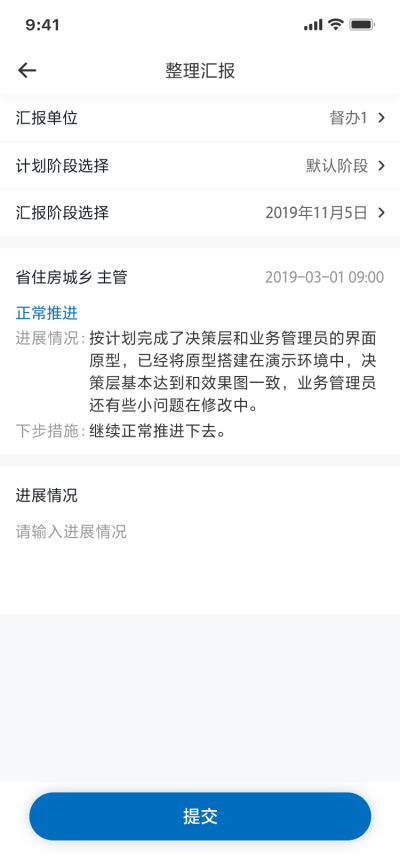 9:41
整理汇报
汇报单位 督办1
计划阶段选择 默认阶段
汇报阶段选择 2019年11月5日
省住房城乡 主管 2019-03-01 09:00
正常推进
进展情况: 按计划完成了决策层和业务管理员的界面
原型，已经将原型搭建在演示环境中，决
策层基本达到和效果图一致，业务管理员
还有些小问题在修改中。
下步措施: 继续正常推进下去。
进展情况
请输入进展情况
提交